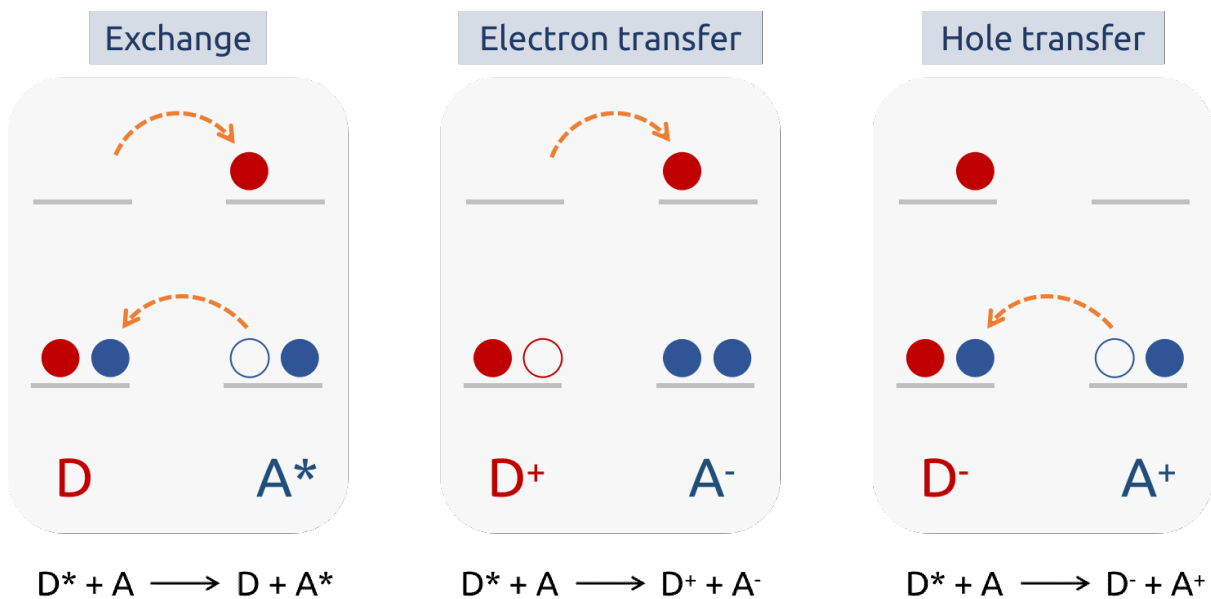 Exchange
Electron transfer
Hole transfer
D
A*
D⁺
A⁻
D⁻
A⁺
D* + A ⟶ D + A*
D* + A ⟶ D⁺ + A⁻
D* + A ⟶ D⁻ + A⁺